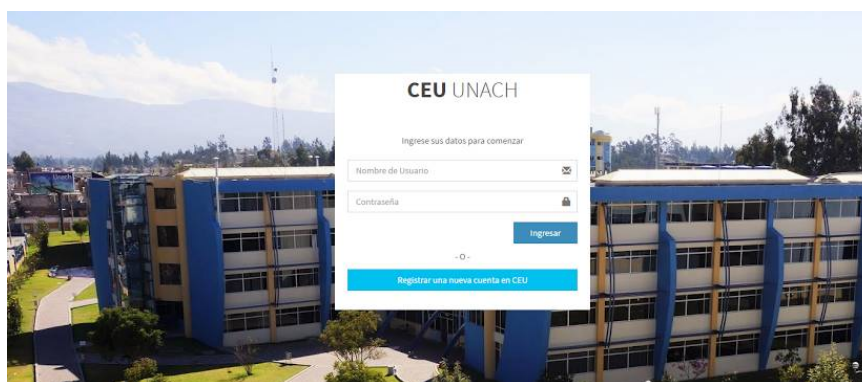 CEU UNACH
Ingrese sus datos para comenzar
Nombre de Usuario
Contraseña
Ingresar
- O -
Registrar una nueva cuenta en CEU